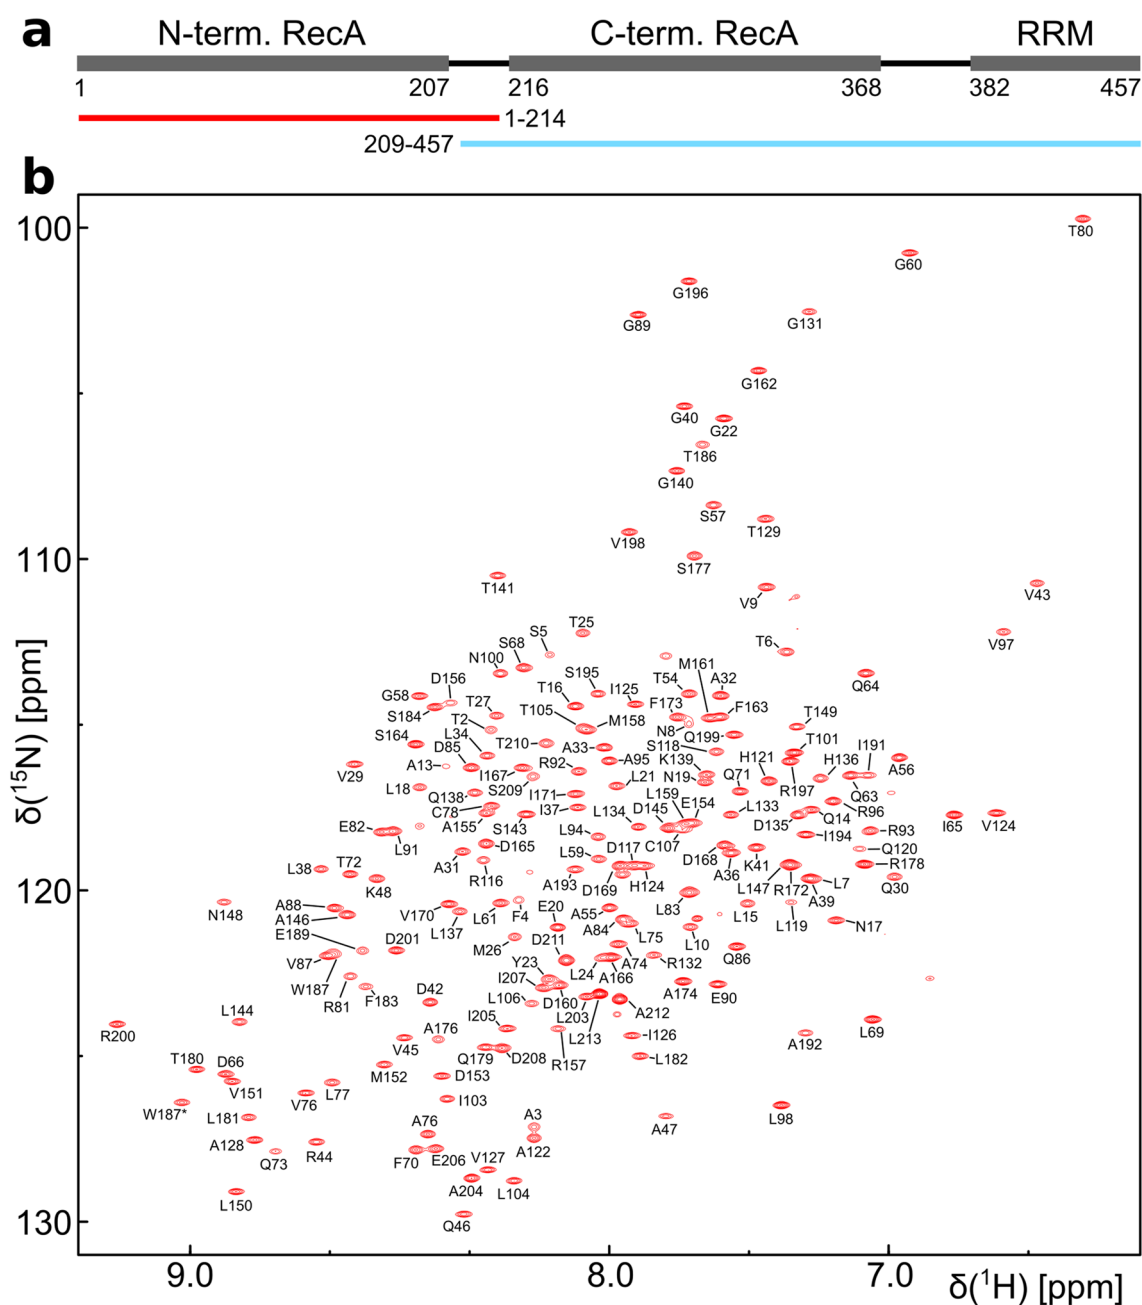 a
N-term. RecA C-term. RecA RRM
1 207 216 368 382 457
1-214
209-457
b
100
T80
G60
G196
G89
G131
G162
G40
G22
T186
G140
S57
T129
V198
110
S177
T141
V9
V43
T25
S5
V97
S68
T6
N100
M161
D156
S195
T54
A32
Q64
G58
T16
I125
T27
F173
F163
S184
T105
M158
T149
T2
N8
Q199
S164
L34
T101
D85
T210
S118
H121
H136
I191
A33
K139
A13
R92
A95
A56
V29
I167
N19
Q71
S209
R197
Q63
L18
L21
Q138
I171
L159
R96
C78
I37
E154
L133
Q14
A155
S143
L134
D145
D135
I65
V124
E82
L94
C107
I194
R93
L91
D165
D117
Q120
L59
D168
K41
R178
T72
A31
A36
L38
R116
A193
D169
H124
L147
R172
L7
A39
Q30
K48
A88
L83
L15
L119
N148
A146
V170
L61
F4
E20
A55
N17
E189
L137
A84
L75
L10
D201
M26
D211
Q86
A74
R132
V87
Y23
L24
A166
W187
I207
R81
F183
D160
A174
E90
L106
L203
A212
D42
L144
I205
L213
R200
A176
I126
A192
L69
V45
T180
D66
Q179
D208
R157
L182
V151
M152
D153
V76
L77
W187*
I103
L98
L181
A3
A76
A47
A128
A122
Q73
R44
F70
E206
V127
L150
A204
L104
Q46
120
130
δ(¹⁵N) [ppm]
9.0 8.0 7.0
δ(¹H) [ppm]